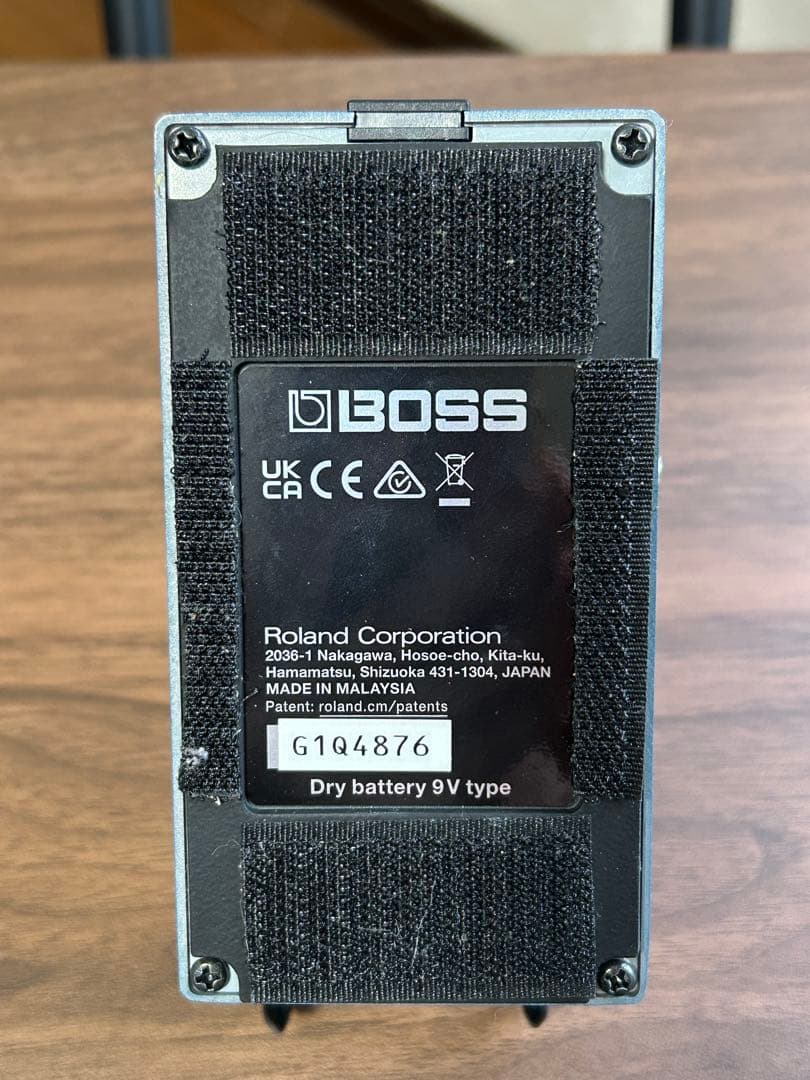 BOSS
UK
CA CE
Roland Corporation
2036-1 Nakagawa, Hosoe-cho, Kita-ku,
Hamamatsu, Shizuoka 431-1304, JAPAN
MADE IN MALAYSIA
Patent: roland.cm/patents
G1Q4876
Dry battery 9V type